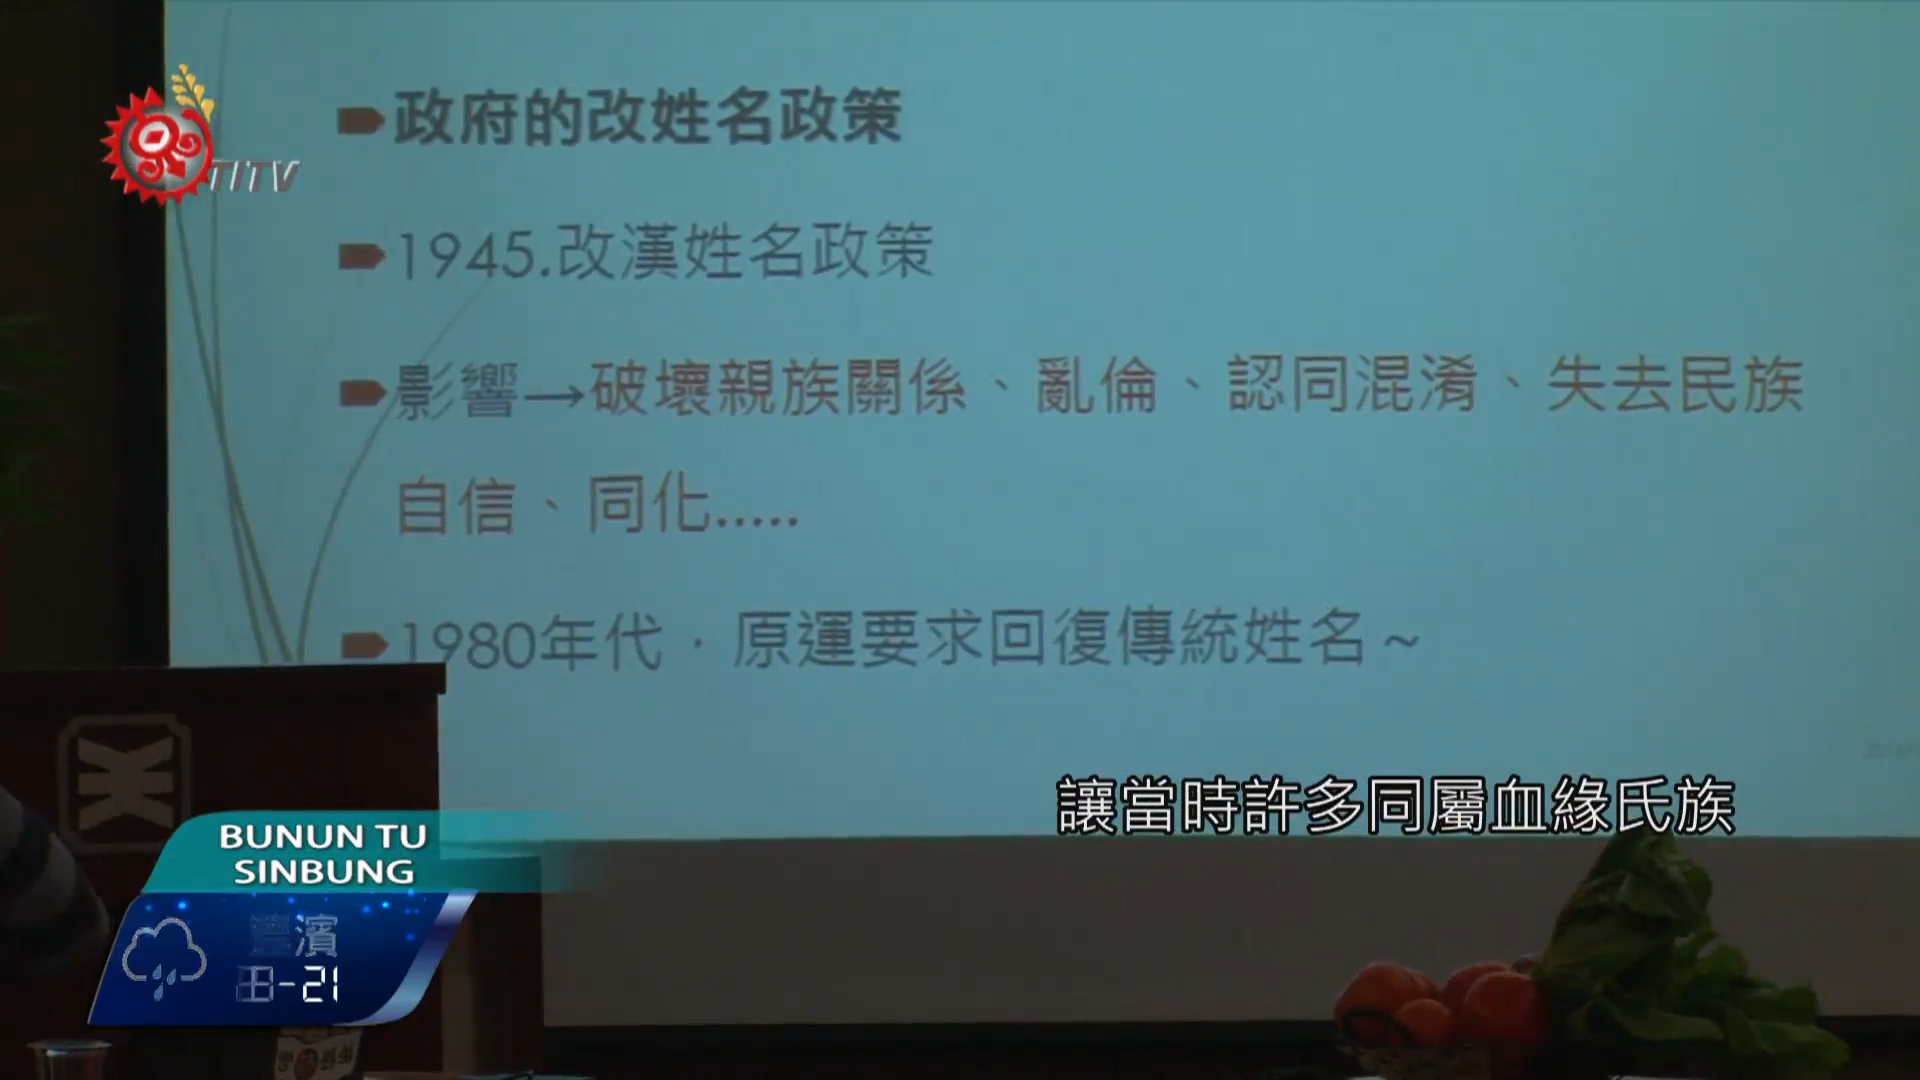 政府的改姓名政策
TITV
1945.改漢姓名政策
影響→破壞親族關係、亂倫、認同混淆、失去民族
自信、同化.....
1980年代，原運要求回復傳統姓名~
讓當時許多同屬血緣氏族
BUNUN TU
SINBUNG
濱
-21